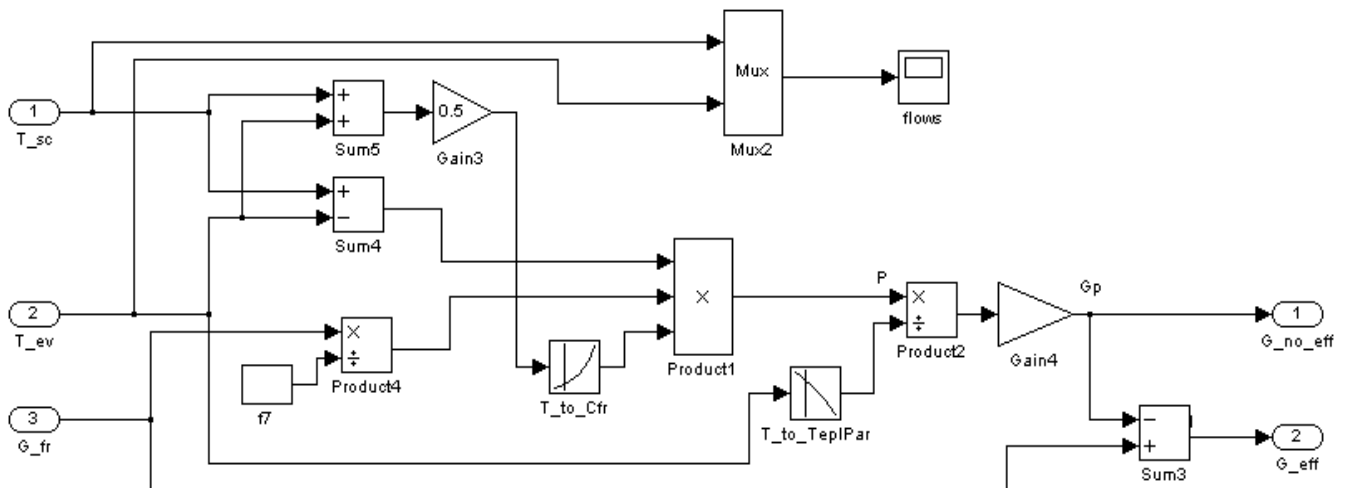 Mux
Mux2
flows
1
T_sc
+
+
Sum5
0.5
Gain3
+
−
Sum4
2
T_ev
×
÷
Product4
f7
3
G_fr
T_to_Cfr
×
Product1
P
×
÷
Product2
T_to_TeplPar
Gain4
Gp
1
G_no_eff
−
+
Sum3
2
G_eff